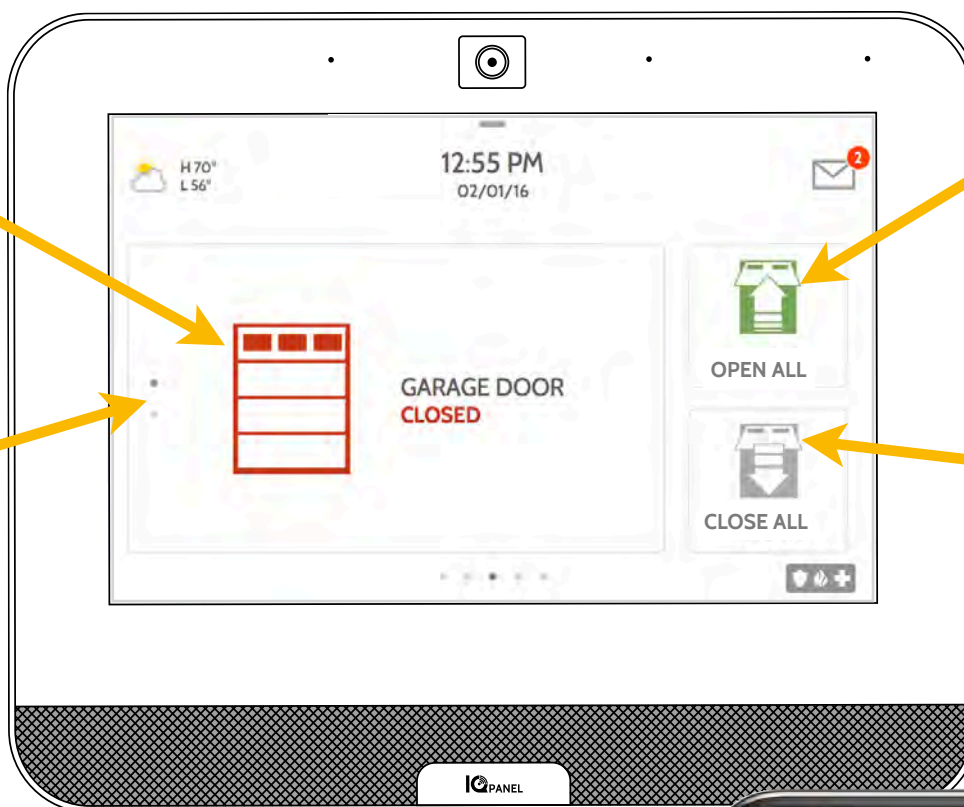 H 70°
L 56°
12:55 PM
02/01/16
2
GARAGE DOOR
CLOSED
OPEN ALL
CLOSE ALL
IQ PANEL